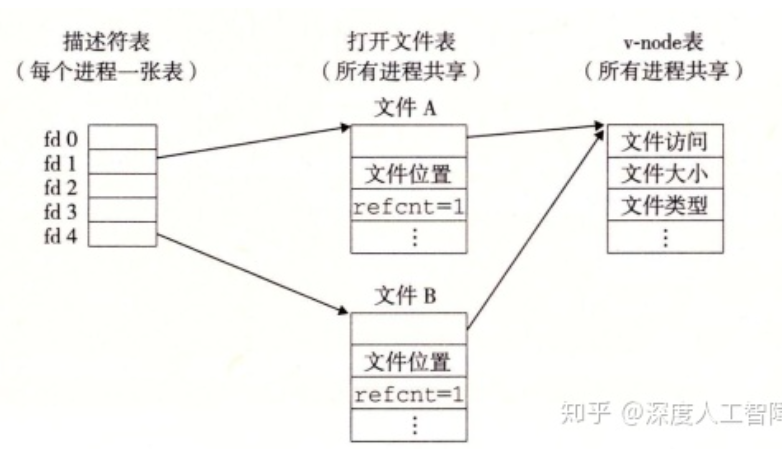 描述符表
（每个进程一张表）
打开文件表
（所有进程共享）
v-node表
（所有进程共享）
fd 0
fd 1
fd 2
fd 3
fd 4
文件 A
文件位置
refcnt=1
⋮
文件 B
文件位置
refcnt=1
⋮
文件访问
文件大小
文件类型
⋮
知乎 @深度人工智障